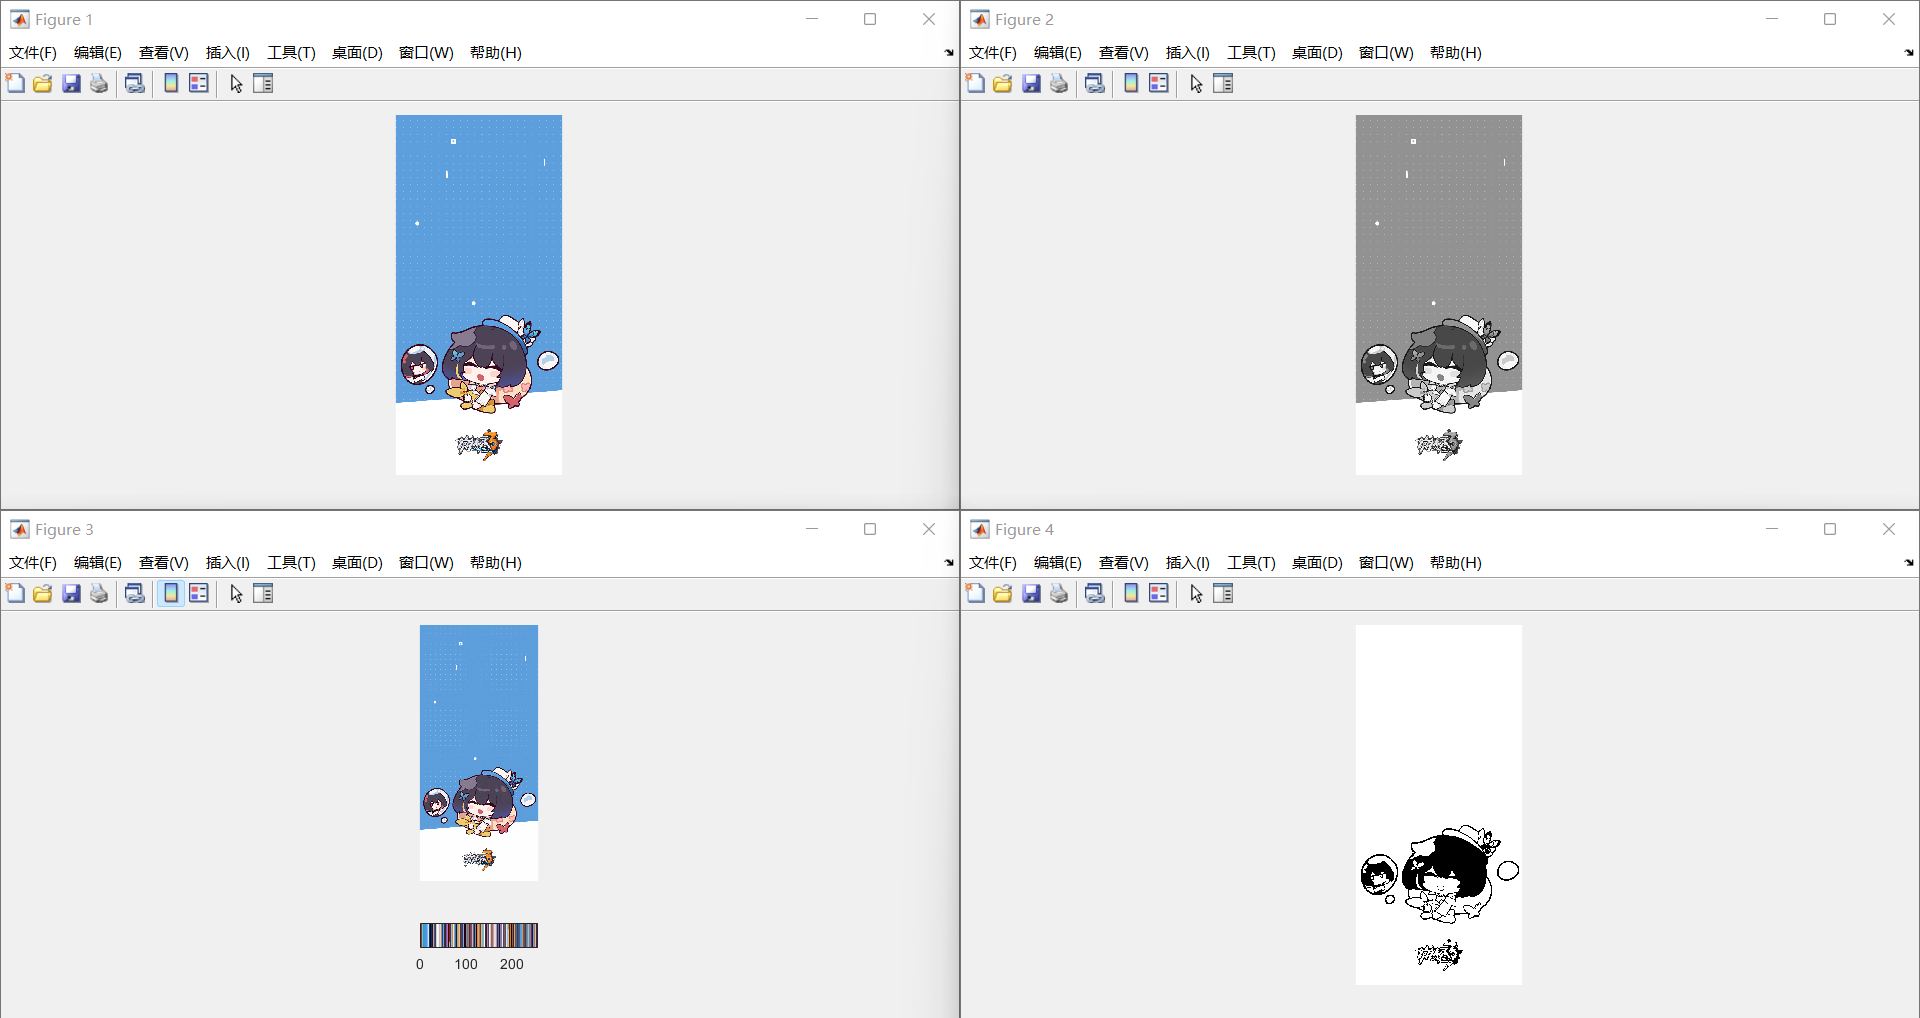 Figure 1
文件(F) 编辑(E) 查看(V) 插入(I) 工具(T) 桌面(D) 窗口(W) 帮助(H)
Figure 2
文件(F) 编辑(E) 查看(V) 插入(I) 工具(T) 桌面(D) 窗口(W) 帮助(H)
Figure 3
文件(F) 编辑(E) 查看(V) 插入(I) 工具(T) 桌面(D) 窗口(W) 帮助(H)
0 100 200
Figure 4
文件(F) 编辑(E) 查看(V) 插入(I) 工具(T) 桌面(D) 窗口(W) 帮助(H)